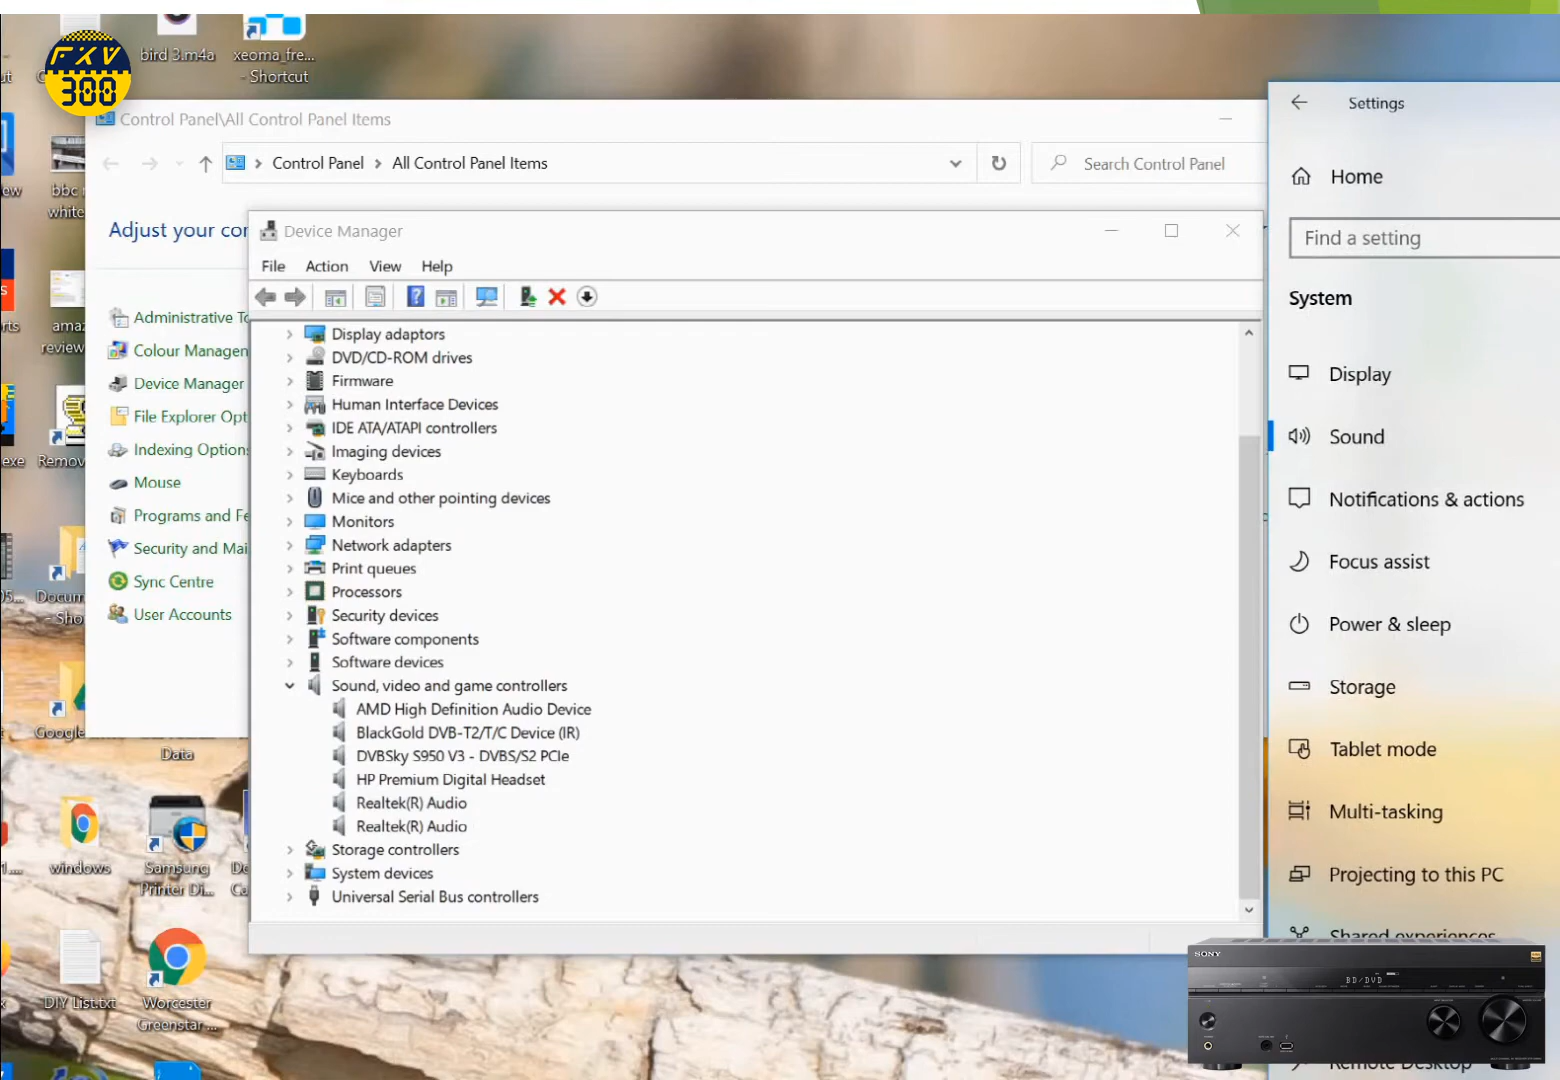 bird 3.m4a
xeoma_fre...
- Shortcut
FXV
300
Control Panel\All Control Panel Items
Control Panel
All Control Panel Items
Search Control Panel
Adjust your cor
Administrative To
Colour Managen
Device Manager
File Explorer Opt
Indexing Options
Mouse
Programs and Fe
Security and Mai
Sync Centre
User Accounts
Device Manager
File Action View Help
Display adaptors
DVD/CD-ROM drives
Firmware
Human Interface Devices
IDE ATA/ATAPI controllers
Imaging devices
Keyboards
Mice and other pointing devices
Monitors
Network adapters
Print queues
Processors
Security devices
Software components
Software devices
Sound, video and game controllers
AMD High Definition Audio Device
BlackGold DVB-T2/T/C Device (IR)
DVBSky S950 V3 - DVBS/S2 PCIe
HP Premium Digital Headset
Realtek(R) Audio
Realtek(R) Audio
Storage controllers
System devices
Universal Serial Bus controllers
Settings
Home
Find a setting
System
Display
Sound
Notifications & actions
Focus assist
Power & sleep
Storage
Tablet mode
Multi-tasking
Projecting to this PC
Shared experiences
Remote Desktop
SONY
BD/DVD
bbc
white
amaz
review
Remov
Docum
- Sho
Google
Data
windows
Samsung
Printer Di...
DIY List.txt
Worcester
Greenstar ...